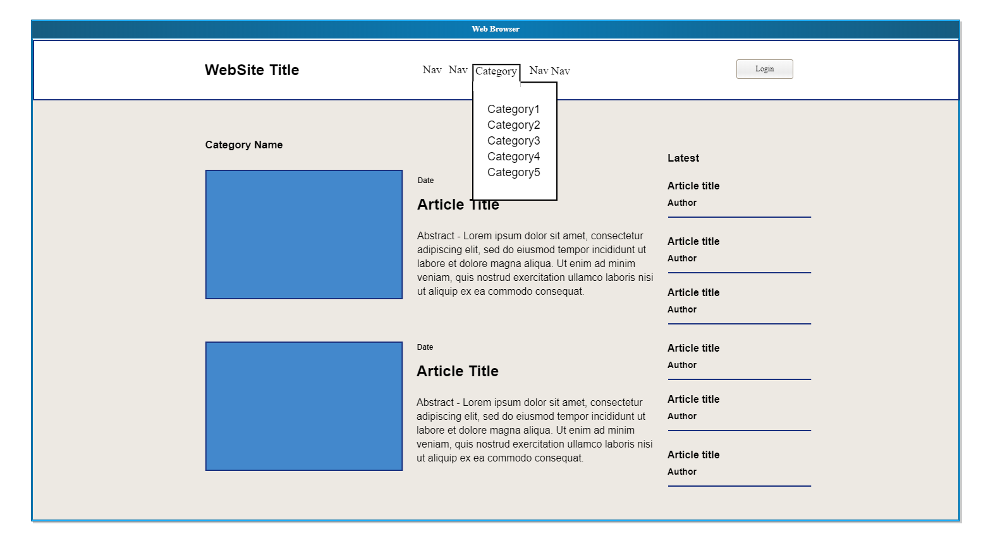 Web Browser
WebSite Title
Nav Nav Category Nav Nav
Login
Category1
Category2
Category3
Category4
Category5
Category Name
Date
Article Title
Abstract - Lorem ipsum dolor sit amet, consectetur
adipiscing elit, sed do eiusmod tempor incididunt ut
labore et dolore magna aliqua. Ut enim ad minim
veniam, quis nostrud exercitation ullamco laboris nisi
ut aliquip ex ea commodo consequat.
Date
Article Title
Abstract - Lorem ipsum dolor sit amet, consectetur
adipiscing elit, sed do eiusmod tempor incididunt ut
labore et dolore magna aliqua. Ut enim ad minim
veniam, quis nostrud exercitation ullamco laboris nisi
ut aliquip ex ea commodo consequat.
Latest
Article title
Author
Article title
Author
Article title
Author
Article title
Author
Article title
Author
Article title
Author